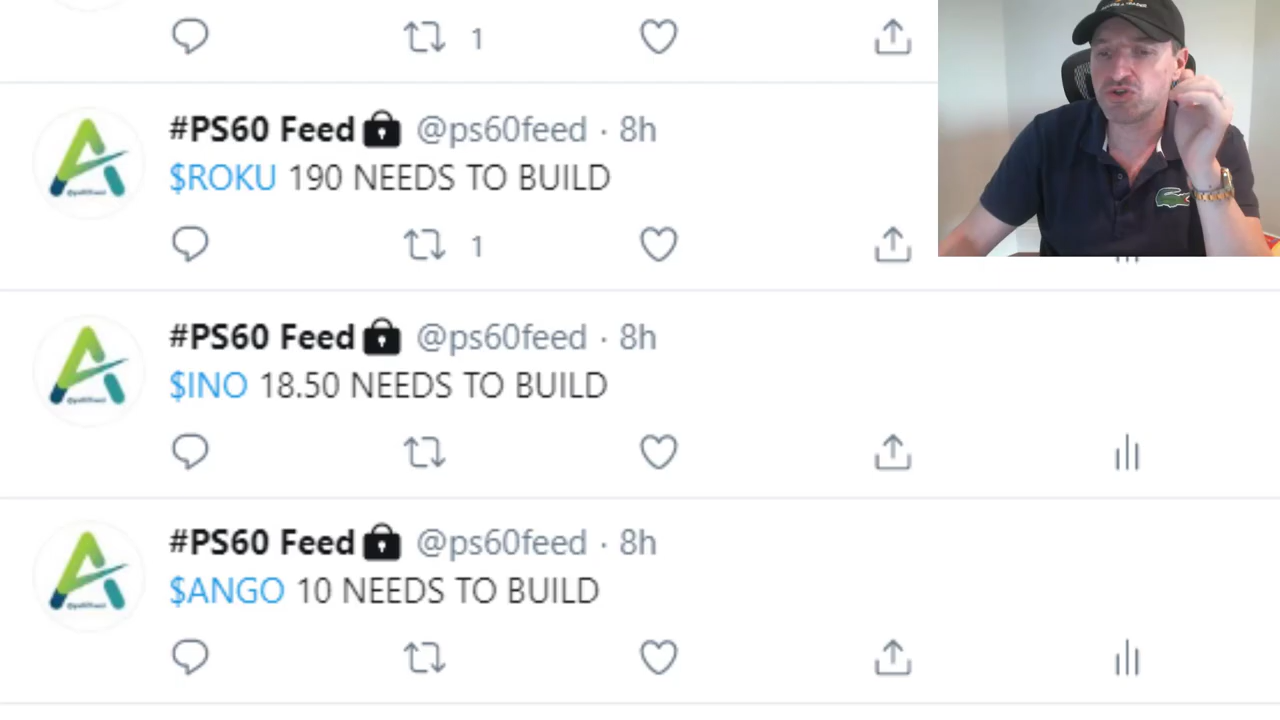 1
#PS60 Feed @ps60feed · 8h
$ROKU 190 NEEDS TO BUILD
1
#PS60 Feed @ps60feed · 8h
$INO 18.50 NEEDS TO BUILD
#PS60 Feed @ps60feed · 8h
$ANGO 10 NEEDS TO BUILD